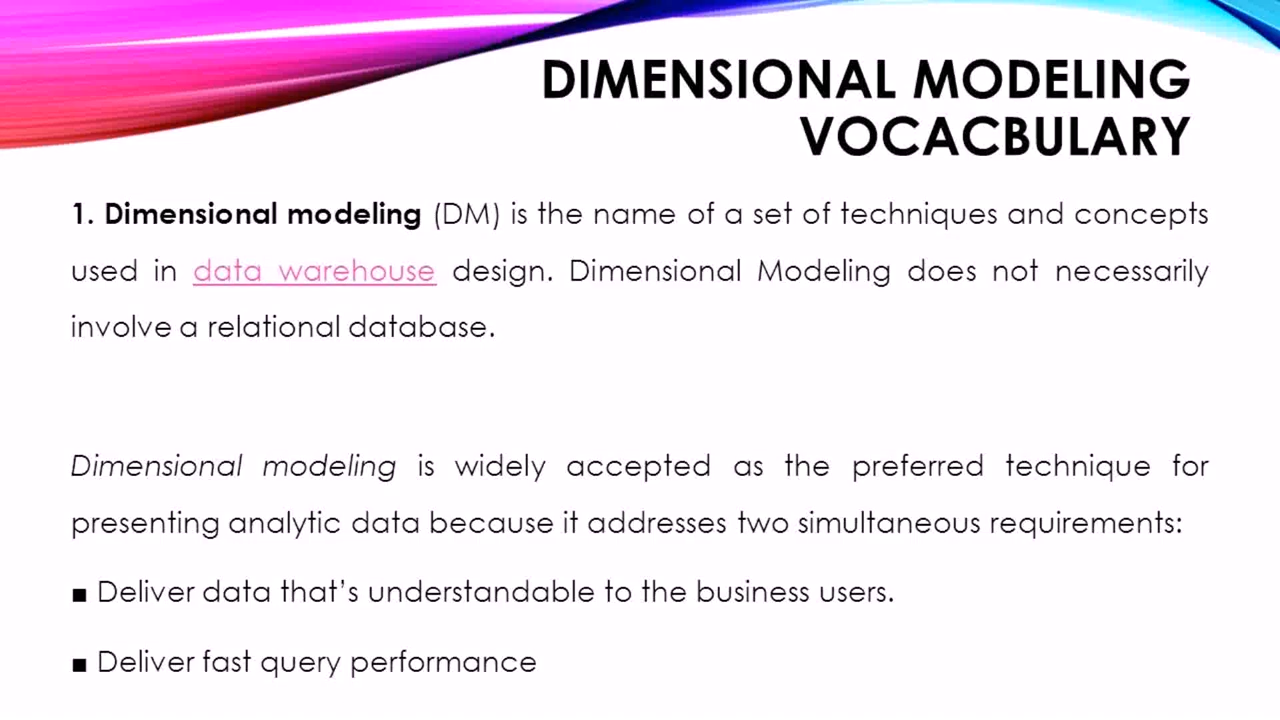 DIMENSIONAL MODELING
VOCACBULARY
1. Dimensional modeling (DM) is the name of a set of techniques and concepts
used in data warehouse design. Dimensional Modeling does not necessarily
involve a relational database.
Dimensional modeling is widely accepted as the preferred technique for
presenting analytic data because it addresses two simultaneous requirements:
■ Deliver data that’s understandable to the business users.
■ Deliver fast query performance